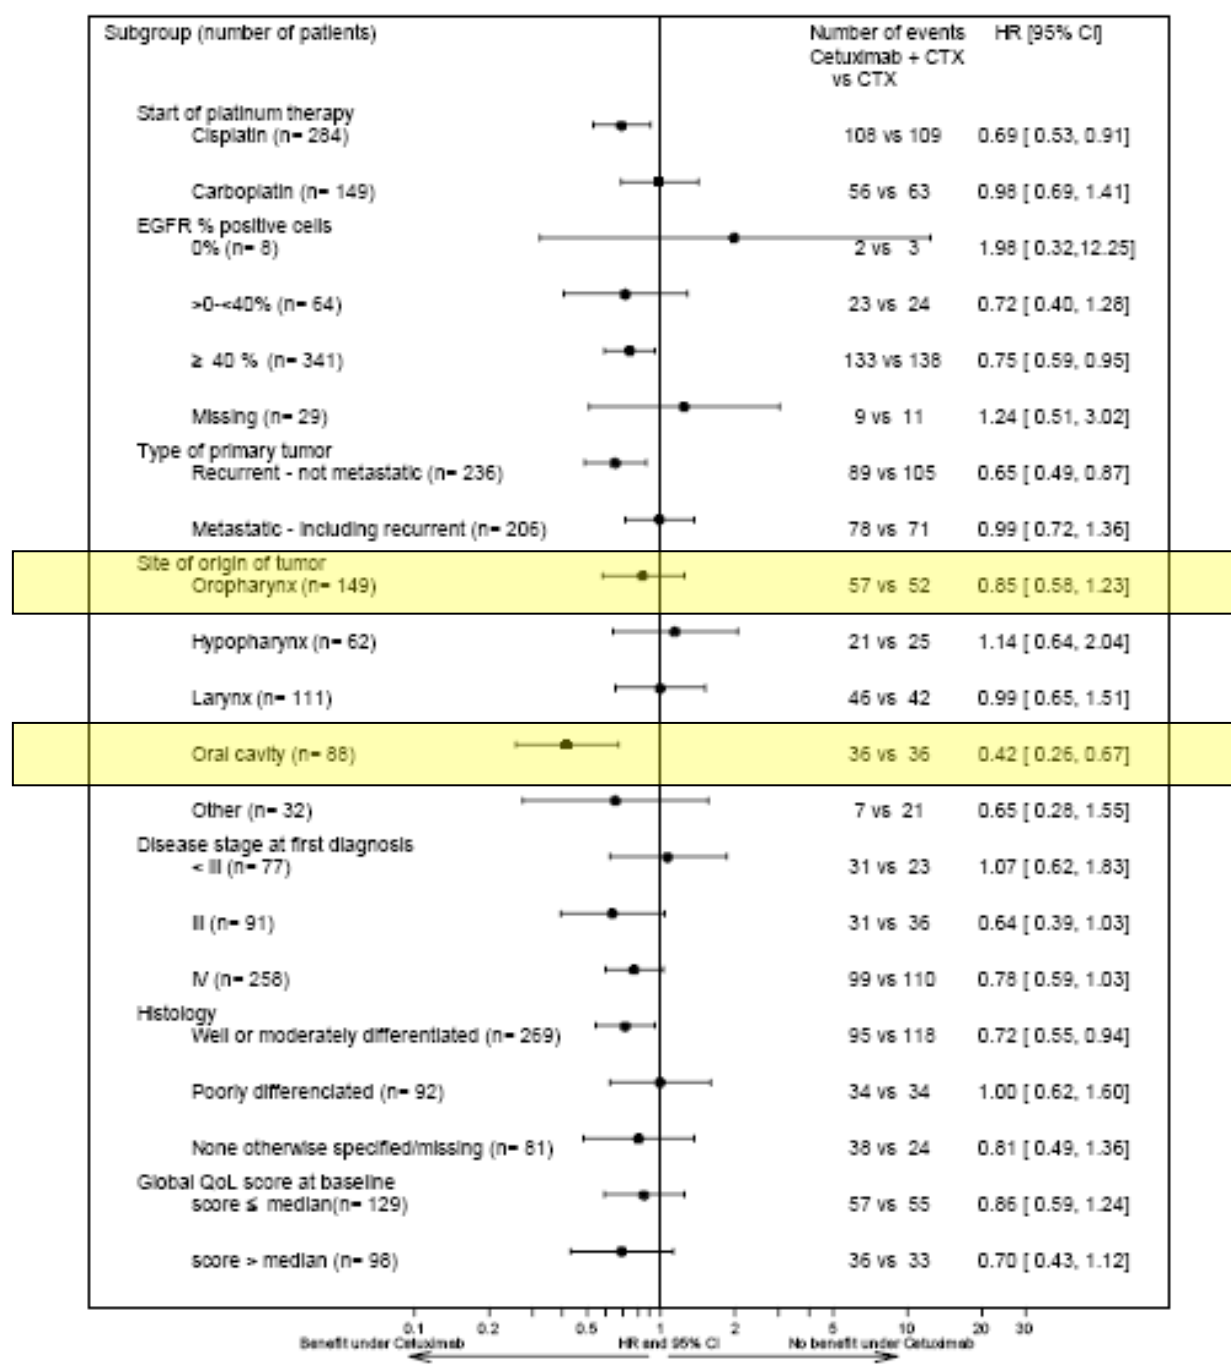 Subgroup (number of patients) Number of events HR [95% CI]
Cetuximab + CTX
vs CTX
Start of platinum therapy
Cisplatin (n= 284) 108 vs 109 0.69 [ 0.53, 0.91]
Carboplatin (n= 149) 56 vs 63 0.98 [ 0.69, 1.41]
EGFR % positive cells
0% (n= 8) 2 vs 3 1.98 [ 0.32,12.25]
>0-<40% (n= 64) 23 vs 24 0.72 [ 0.40, 1.28]
≥ 40 % (n= 341) 133 vs 138 0.75 [ 0.59, 0.95]
Missing (n= 29) 9 vs 11 1.24 [ 0.51, 3.02]
Type of primary tumor
Recurrent - not metastatic (n= 236) 89 vs 105 0.65 [ 0.49, 0.87]
Metastatic - including recurrent (n= 206) 78 vs 71 0.99 [ 0.72, 1.36]
Site of origin of tumor
Oropharynx (n= 149) 57 vs 52 0.85 [ 0.58, 1.23]
Hypopharynx (n= 62) 21 vs 25 1.14 [ 0.64, 2.04]
Larynx (n= 111) 46 vs 42 0.99 [ 0.65, 1.51]
Oral cavity (n= 88) 36 vs 36 0.42 [ 0.26, 0.67]
Other (n= 32) 7 vs 21 0.65 [ 0.28, 1.55]
Disease stage at first diagnosis
< III (n= 77) 31 vs 23 1.07 [ 0.62, 1.83]
III (n= 91) 31 vs 36 0.64 [ 0.39, 1.03]
IV (n= 258) 99 vs 110 0.78 [ 0.59, 1.03]
Histology
Well or moderately differentiated (n= 269) 95 vs 118 0.72 [ 0.55, 0.94]
Poorly differenciated (n= 92) 34 vs 34 1.00 [ 0.62, 1.60]
None otherwise specified/missing (n= 81) 38 vs 24 0.81 [ 0.49, 1.36]
Global QoL score at baseline
score ≤ median(n= 129) 57 vs 55 0.86 [ 0.59, 1.24]
score > median (n= 98) 36 vs 33 0.70 [ 0.43, 1.12]
0.1 0.2 0.5 1 2 5 10 20 30
Benefit under Cetuximab HR and 95% CI No benefit under Cetuximab